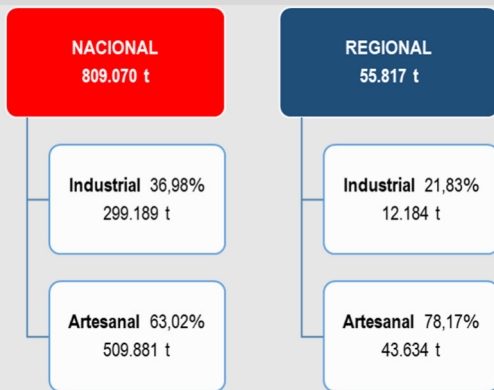 NACIONAL
809.070 t
Industrial 36,98%
299.189 t
Artesanal 63,02%
509.881 t
REGIONAL
55.817 t
Industrial 21,83%
12.184 t
Artesanal 78,17%
43.634 t